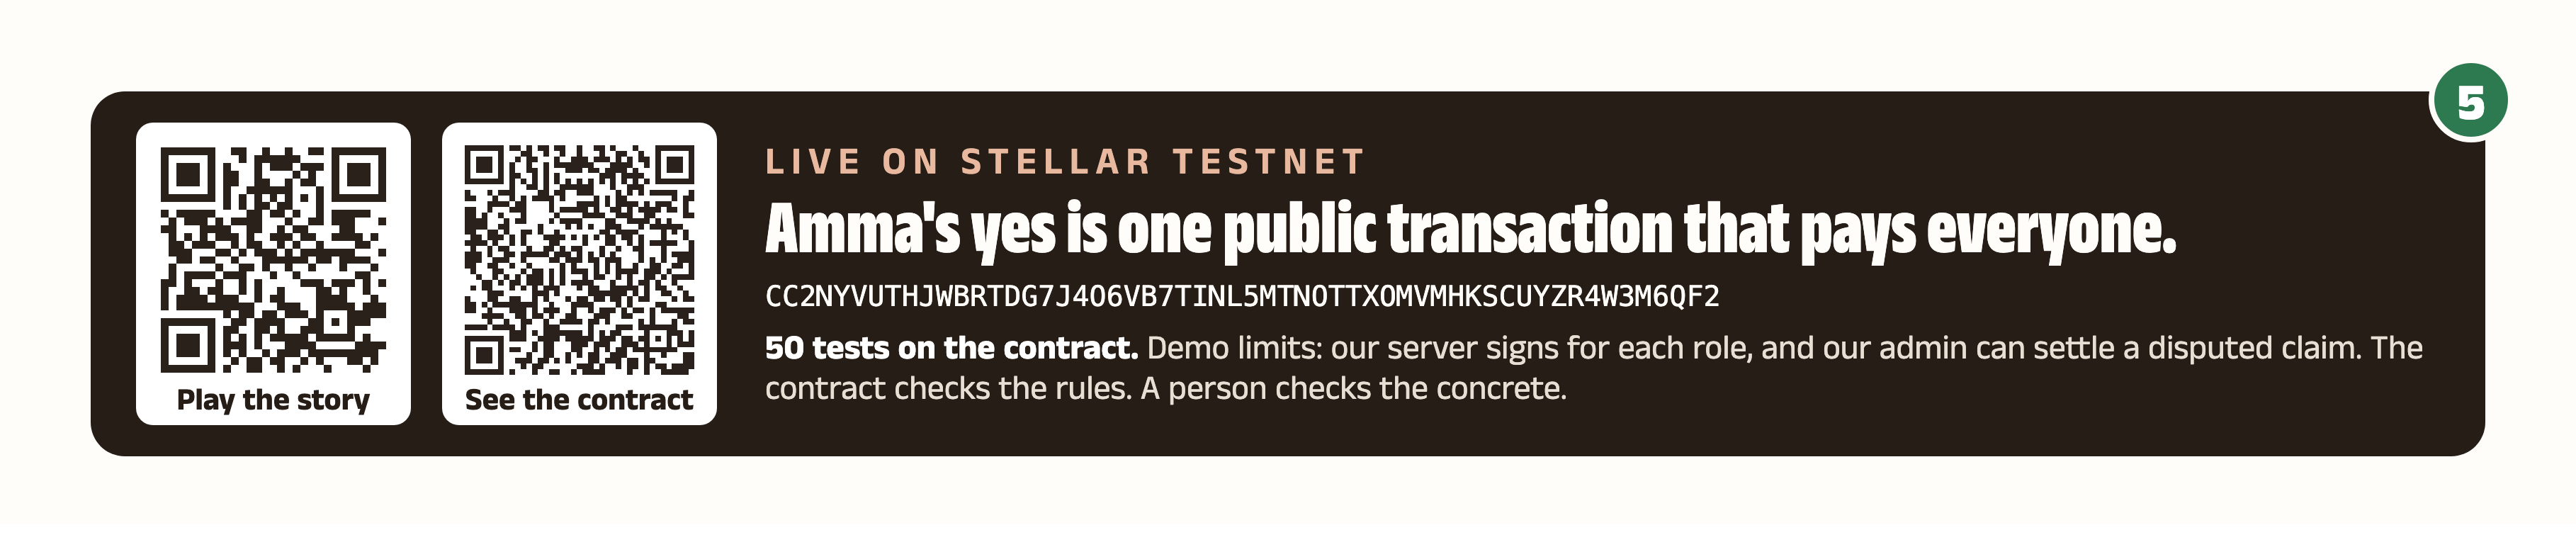 5
LIVE ON STELLAR TESTNET
Amma's yes is one public transaction that pays everyone.
CC2NYVUTHJWBRTDG7J4O6VB7TINL5MTNOTTXOMVMHKSCUYZR4W3M6QF2
50 tests on the contract. Demo limits: our server signs for each role, and our admin can settle a disputed claim. The
contract checks the rules. A person checks the concrete.
Play the story
See the contract